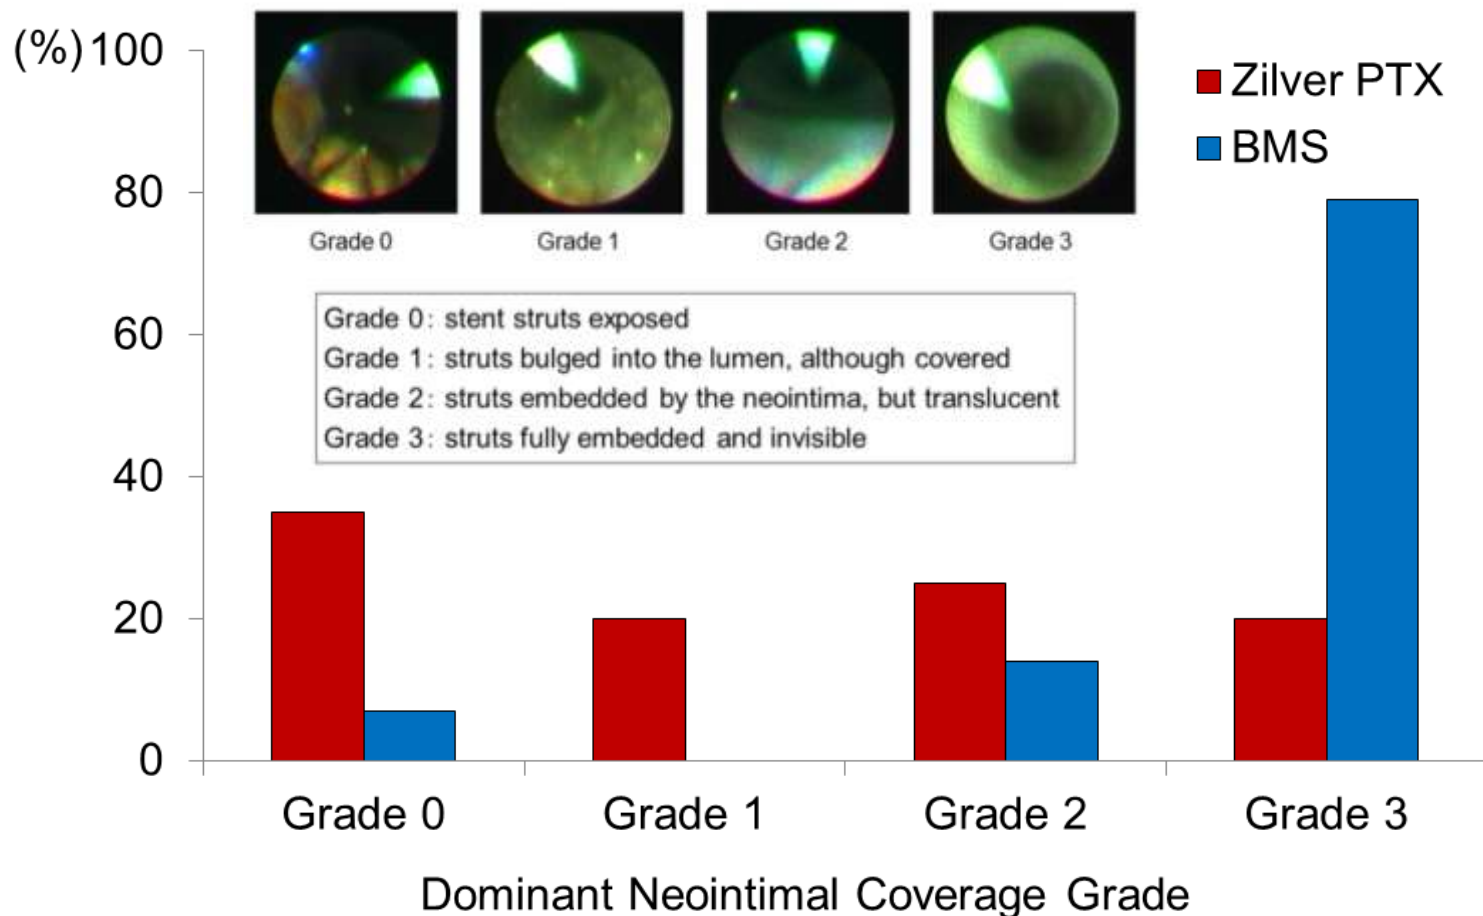 (%) 100
80
60
40
20
0
Zilver PTX
BMS
Grade 0 Grade 1 Grade 2 Grade 3
Grade 0: stent struts exposed
Grade 1: struts bulged into the lumen, although covered
Grade 2: struts embedded by the neointima, but translucent
Grade 3: struts fully embedded and invisible
Grade 0 Grade 1 Grade 2 Grade 3
Dominant Neointimal Coverage Grade